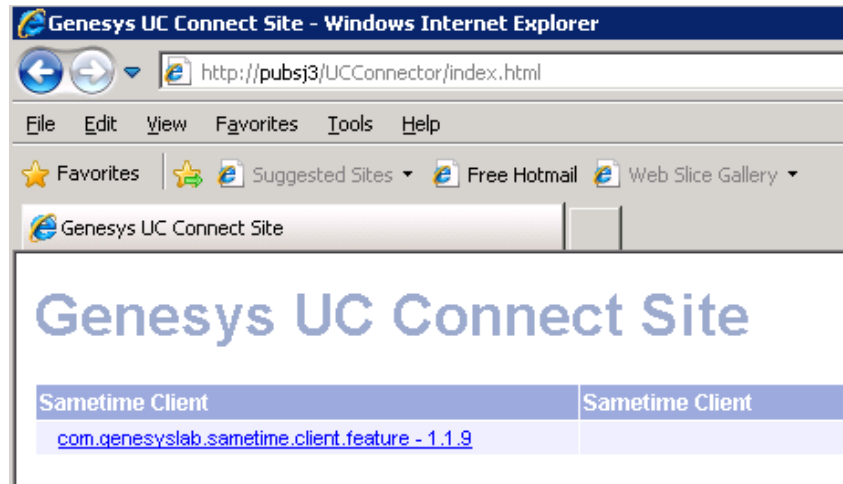 Genesys UC Connect Site - Windows Internet Explorer
http://pubsj3/UCConnector/index.html
File Edit View Favorites Tools Help
Favorites Suggested Sites Free Hotmail Web Slice Gallery
Genesys UC Connect Site
Genesys UC Connect Site
Sametime Client Sametime Client
com.genesyslab.sametime.client.feature - 1.1.9